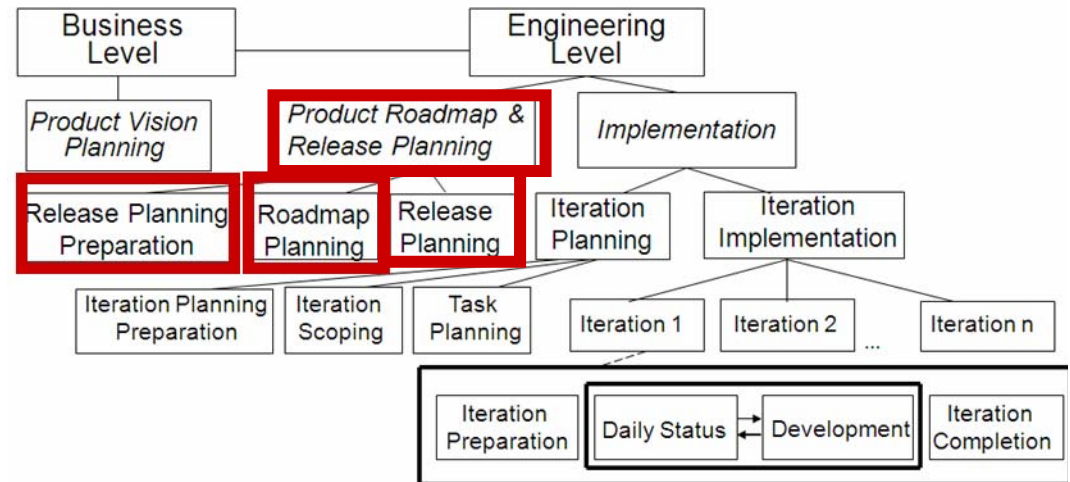 Business
Level
Engineering
Level
Product Vision
Planning
Product Roadmap &
Release Planning
Implementation
Release Planning
Preparation
Roadmap
Planning
Release
Planning
Iteration
Planning
Iteration
Implementation
Iteration Planning
Preparation
Iteration
Scoping
Task
Planning
Iteration 1
Iteration 2
...
Iteration n
Iteration
Preparation
Daily Status
Development
Iteration
Completion